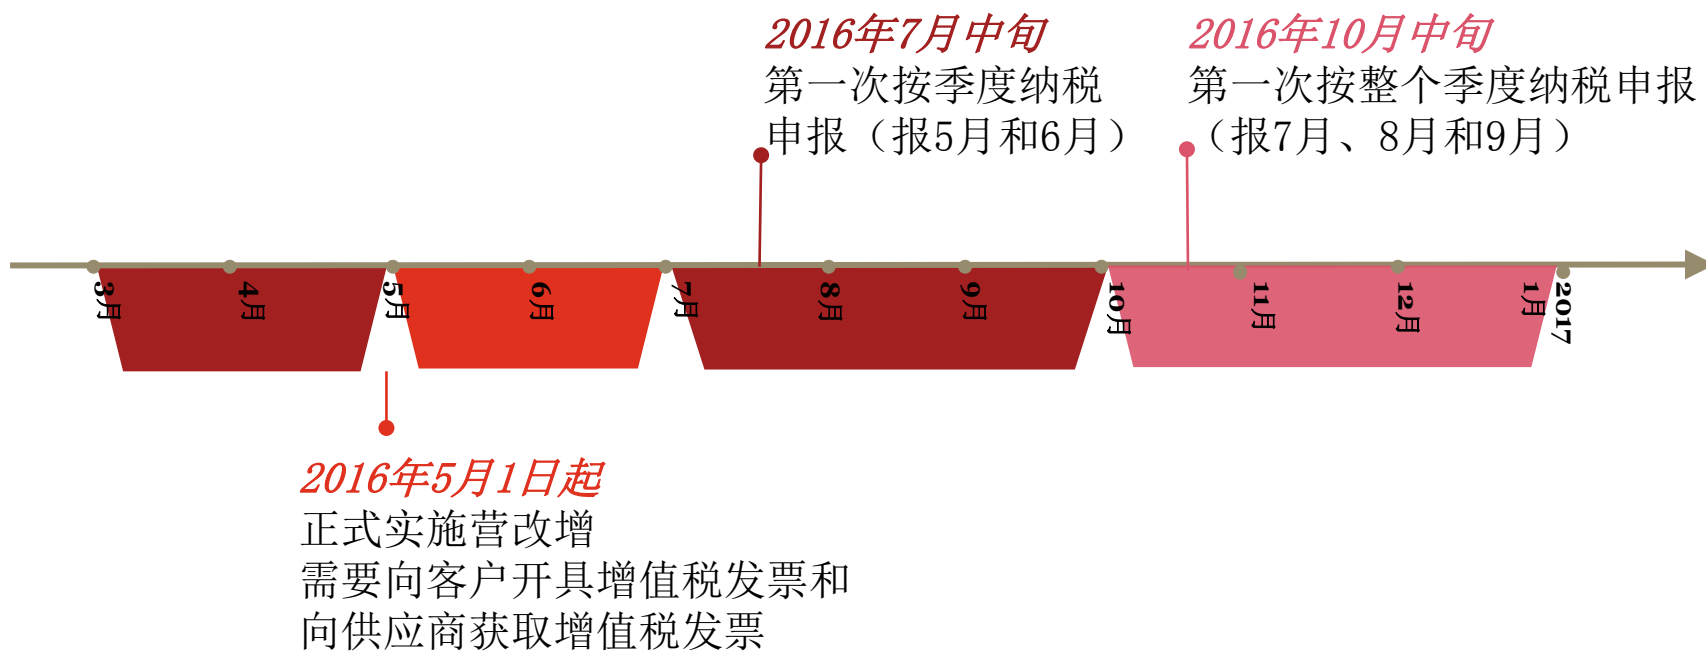 2016年7月中旬
第一次按季度纳税
申报（报5月和6月）
2016年10月中旬
第一次按整个季度纳税申报
（报7月、8月和9月）
3月
4月
5月
6月
7月
8月
9月
10月
11月
12月
1月
2017
2016年5月1日起
正式实施营改增
需要向客户开具增值税发票和
向供应商获取增值税发票